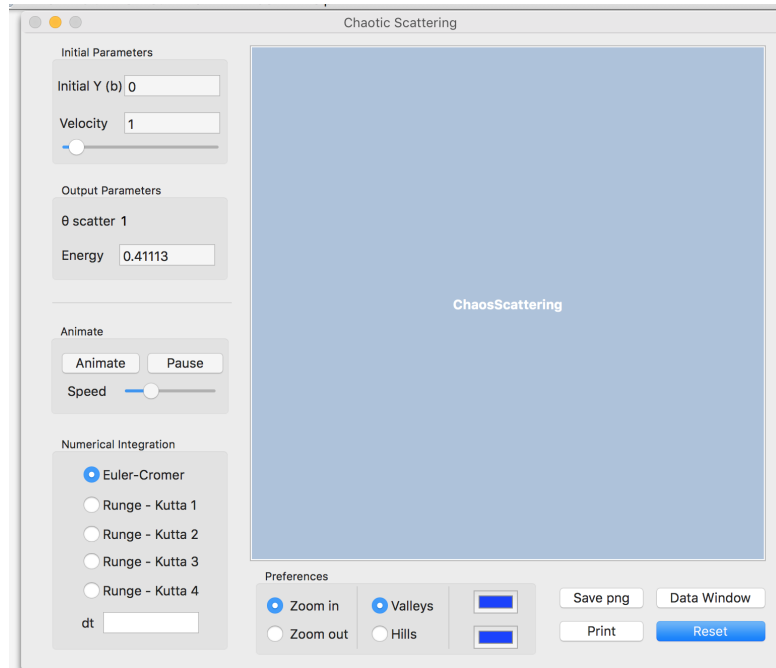 Chaotic Scattering
Initial Parameters
Initial Y (b) 0
Velocity 1
Output Parameters
θ scatter 1
Energy 0.41113
Animate
Animate Pause
Speed
Numerical Integration
Euler-Cromer
Runge - Kutta 1
Runge - Kutta 2
Runge - Kutta 3
Runge - Kutta 4
dt
ChaosScattering
Preferences
Zoom in Valleys
Zoom out Hills
Save png Data Window
Print Reset